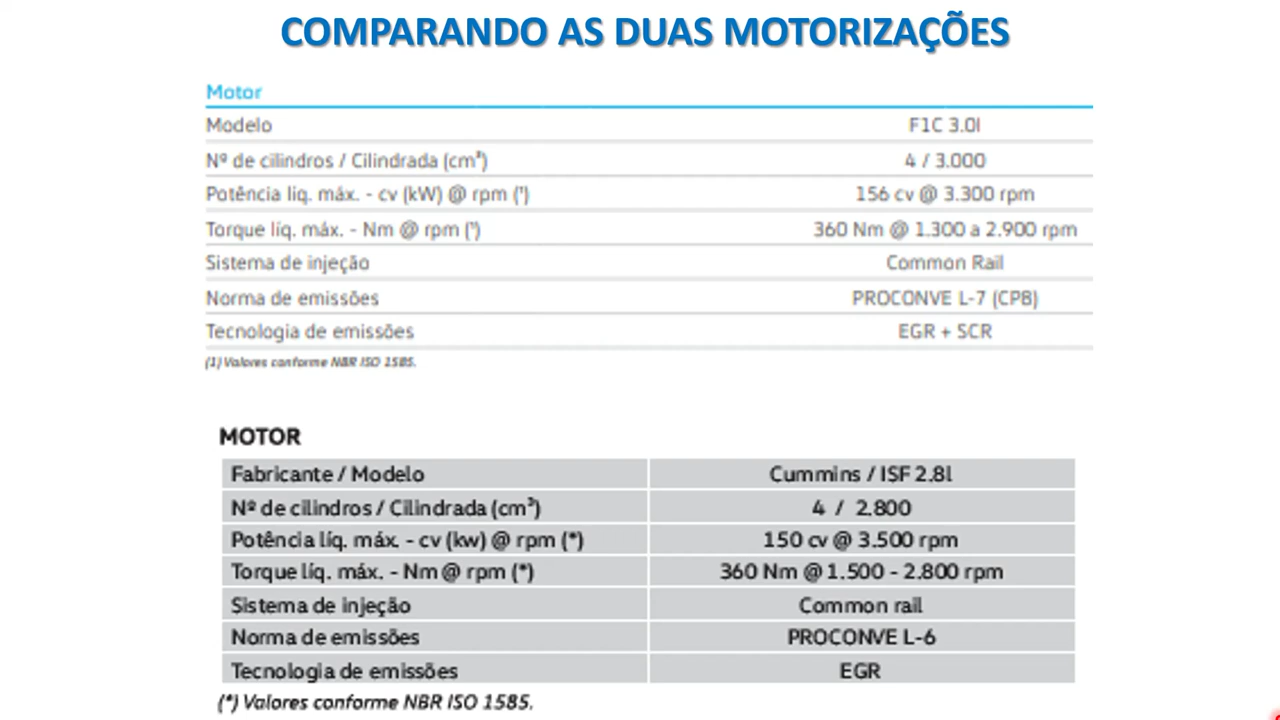 COMPARANDO AS DUAS MOTORIZAÇÕES
Motor
Modelo F1C 3.0l
Nº de cilindros / Cilindrada (cm³) 4 / 3.000
Potência liq. máx. - cv (kW) @ rpm (¹) 156 cv @ 3.300 rpm
Torque líq. máx. - Nm @ rpm (¹) 360 Nm @ 1.300 a 2.900 rpm
Sistema de injeção Common Rail
Norma de emissões PROCONVE L-7 (CP8)
Tecnologia de emissões EGR + SCR
(1) Valores conforme NBR ISO 1585.
MOTOR
Fabricante / Modelo Cummins / ISF 2.8l
Nº de cilindros / Cilindrada (cm³) 4 / 2.800
Potência líq. máx. - cv (kw) @ rpm (*) 150 cv @ 3.500 rpm
Torque líq. máx. - Nm @ rpm (*) 360 Nm @ 1.500 - 2.800 rpm
Sistema de injeção Common rail
Norma de emissões PROCONVE L-6
Tecnologia de emissões EGR
(*) Valores conforme NBR ISO 1585.